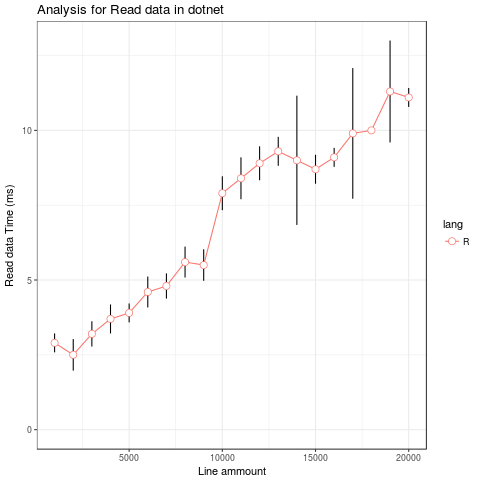 Analysis for Read data in dotnet
Read data Time (ms)
10
5
0
5000
10000
15000
20000
Line ammount
lang
R